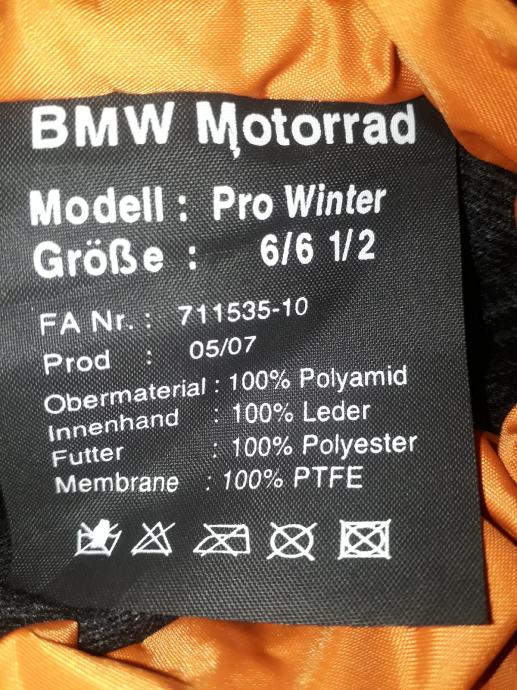 BMW Motorrad
Modell : Pro Winter
Größe : 6/6 1/2
FA Nr. : 711535-10
Prod : 05/07
Obermaterial : 100% Polyamid
Innenhand : 100% Leder
Futter : 100% Polyester
Membrane : 100% PTFE